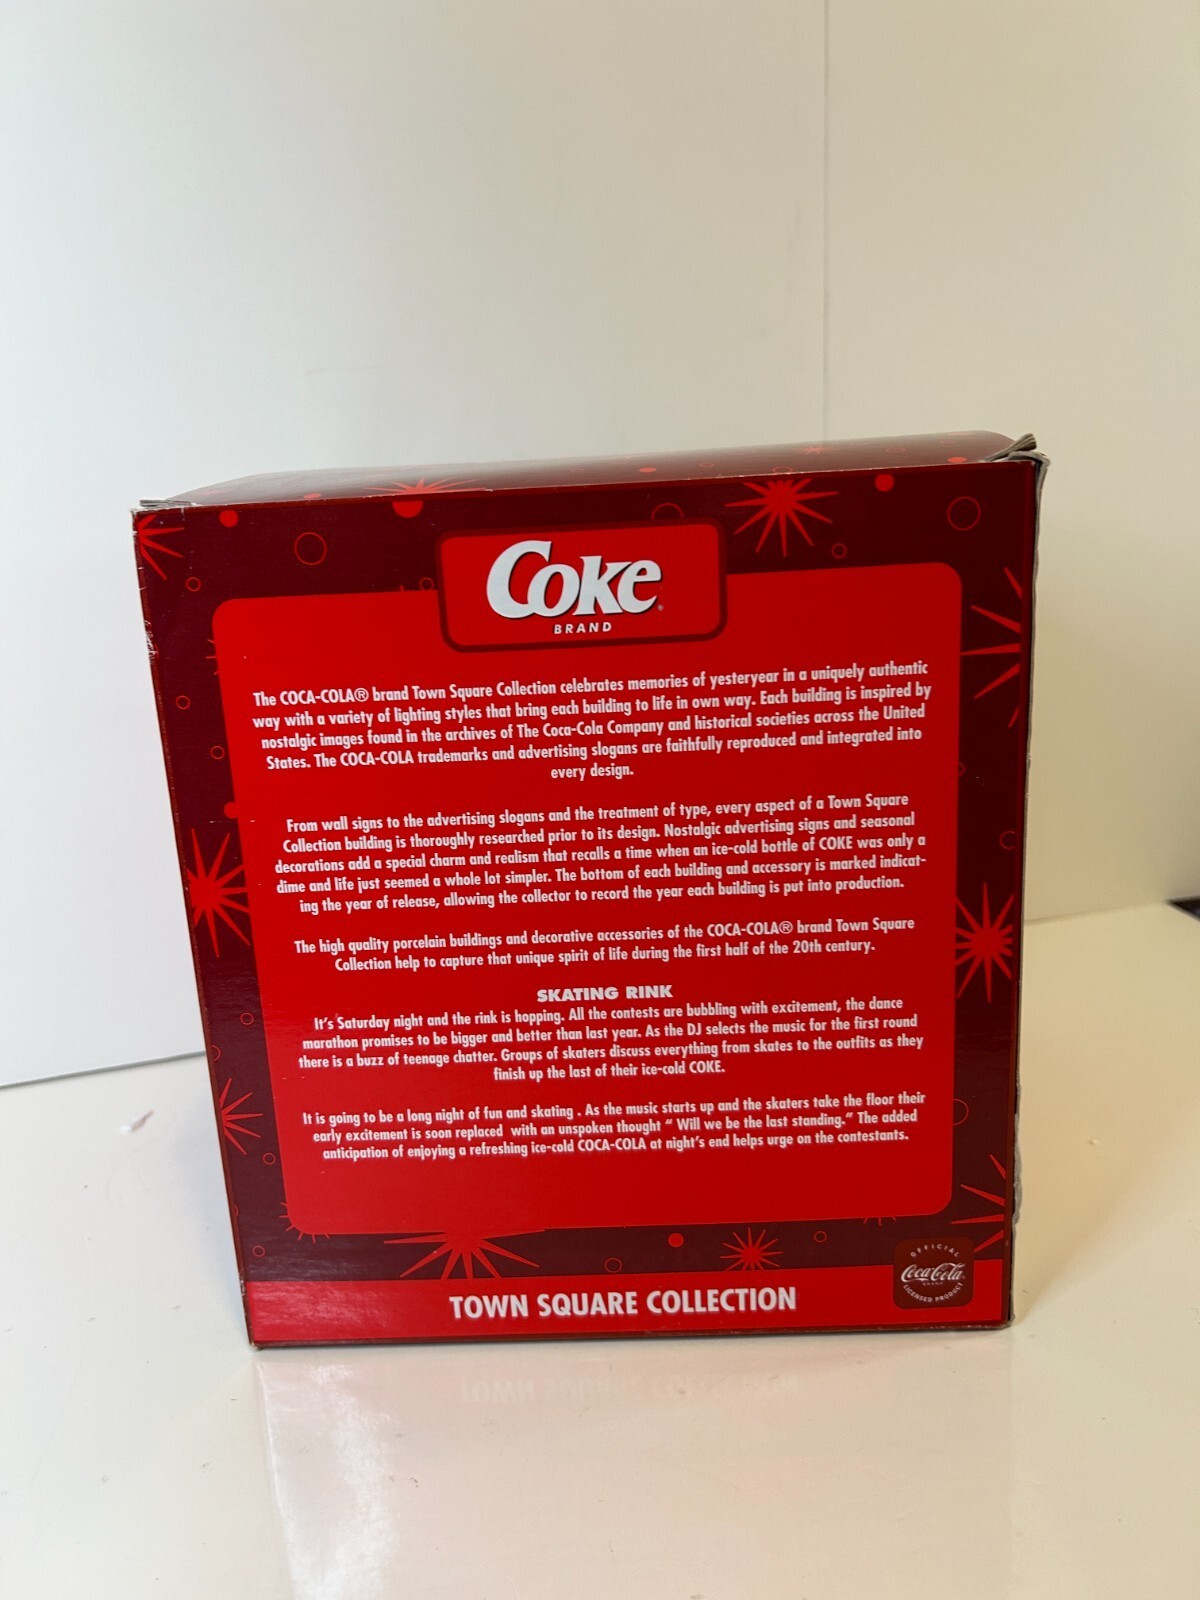 Coke®
BRAND
The COCA-COLA® brand Town Square Collection celebrates memories of yesteryear in a uniquely authentic
way with a variety of lighting styles that bring each building to life in own way. Each building is inspired by
nostalgic images found in the archives of The Coca-Cola Company and historical societies across the United
States. The COCA-COLA trademarks and advertising slogans are faithfully reproduced and integrated into
every design.
From wall signs to the advertising slogans and the treatment of type, every aspect of a Town Square
Collection building is thoroughly researched prior to its design. Nostalgic advertising signs and seasonal
decorations add a special charm and realism that recalls a time when an ice-cold bottle of COKE was only a
dime and life just seemed a whole lot simpler. The bottom of each building and accessory is marked indicat-
ing the year of release, allowing the collector to record the year each building is put into production.
The high quality porcelain buildings and decorative accessories of the COCA-COLA® brand Town Square
Collection help to capture that unique spirit of life during the first half of the 20th century.
SKATING RINK
It's Saturday night and the rink is hopping. All the contests are bubbling with excitement, the dance
marathon promises to be bigger and better than last year. As the DJ selects the music for the first round
there is a buzz of teenage chatter. Groups of skaters discuss everything from skates to the outfits as they
finish up the last of their ice-cold COKE.
It is going to be a long night of fun and skating . As the music starts up and the skaters take the floor their
early excitement is soon replaced with an unspoken thought " Will we be the last standing." The added
anticipation of enjoying a refreshing ice-cold COCA-COLA at night's end helps urge on the contestants.
OFFICIAL
Coca-Cola
LICENSED PRODUCT
TOWN SQUARE COLLECTION